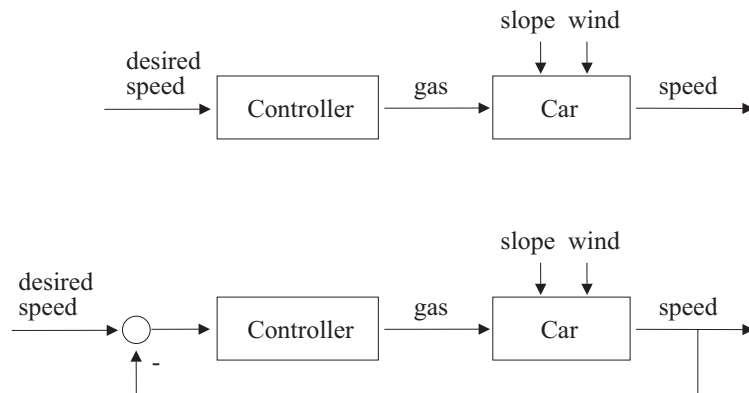 slope wind
desired
speed
Controller
gas
Car
speed
slope wind
desired
speed
Controller
gas
Car
speed
-